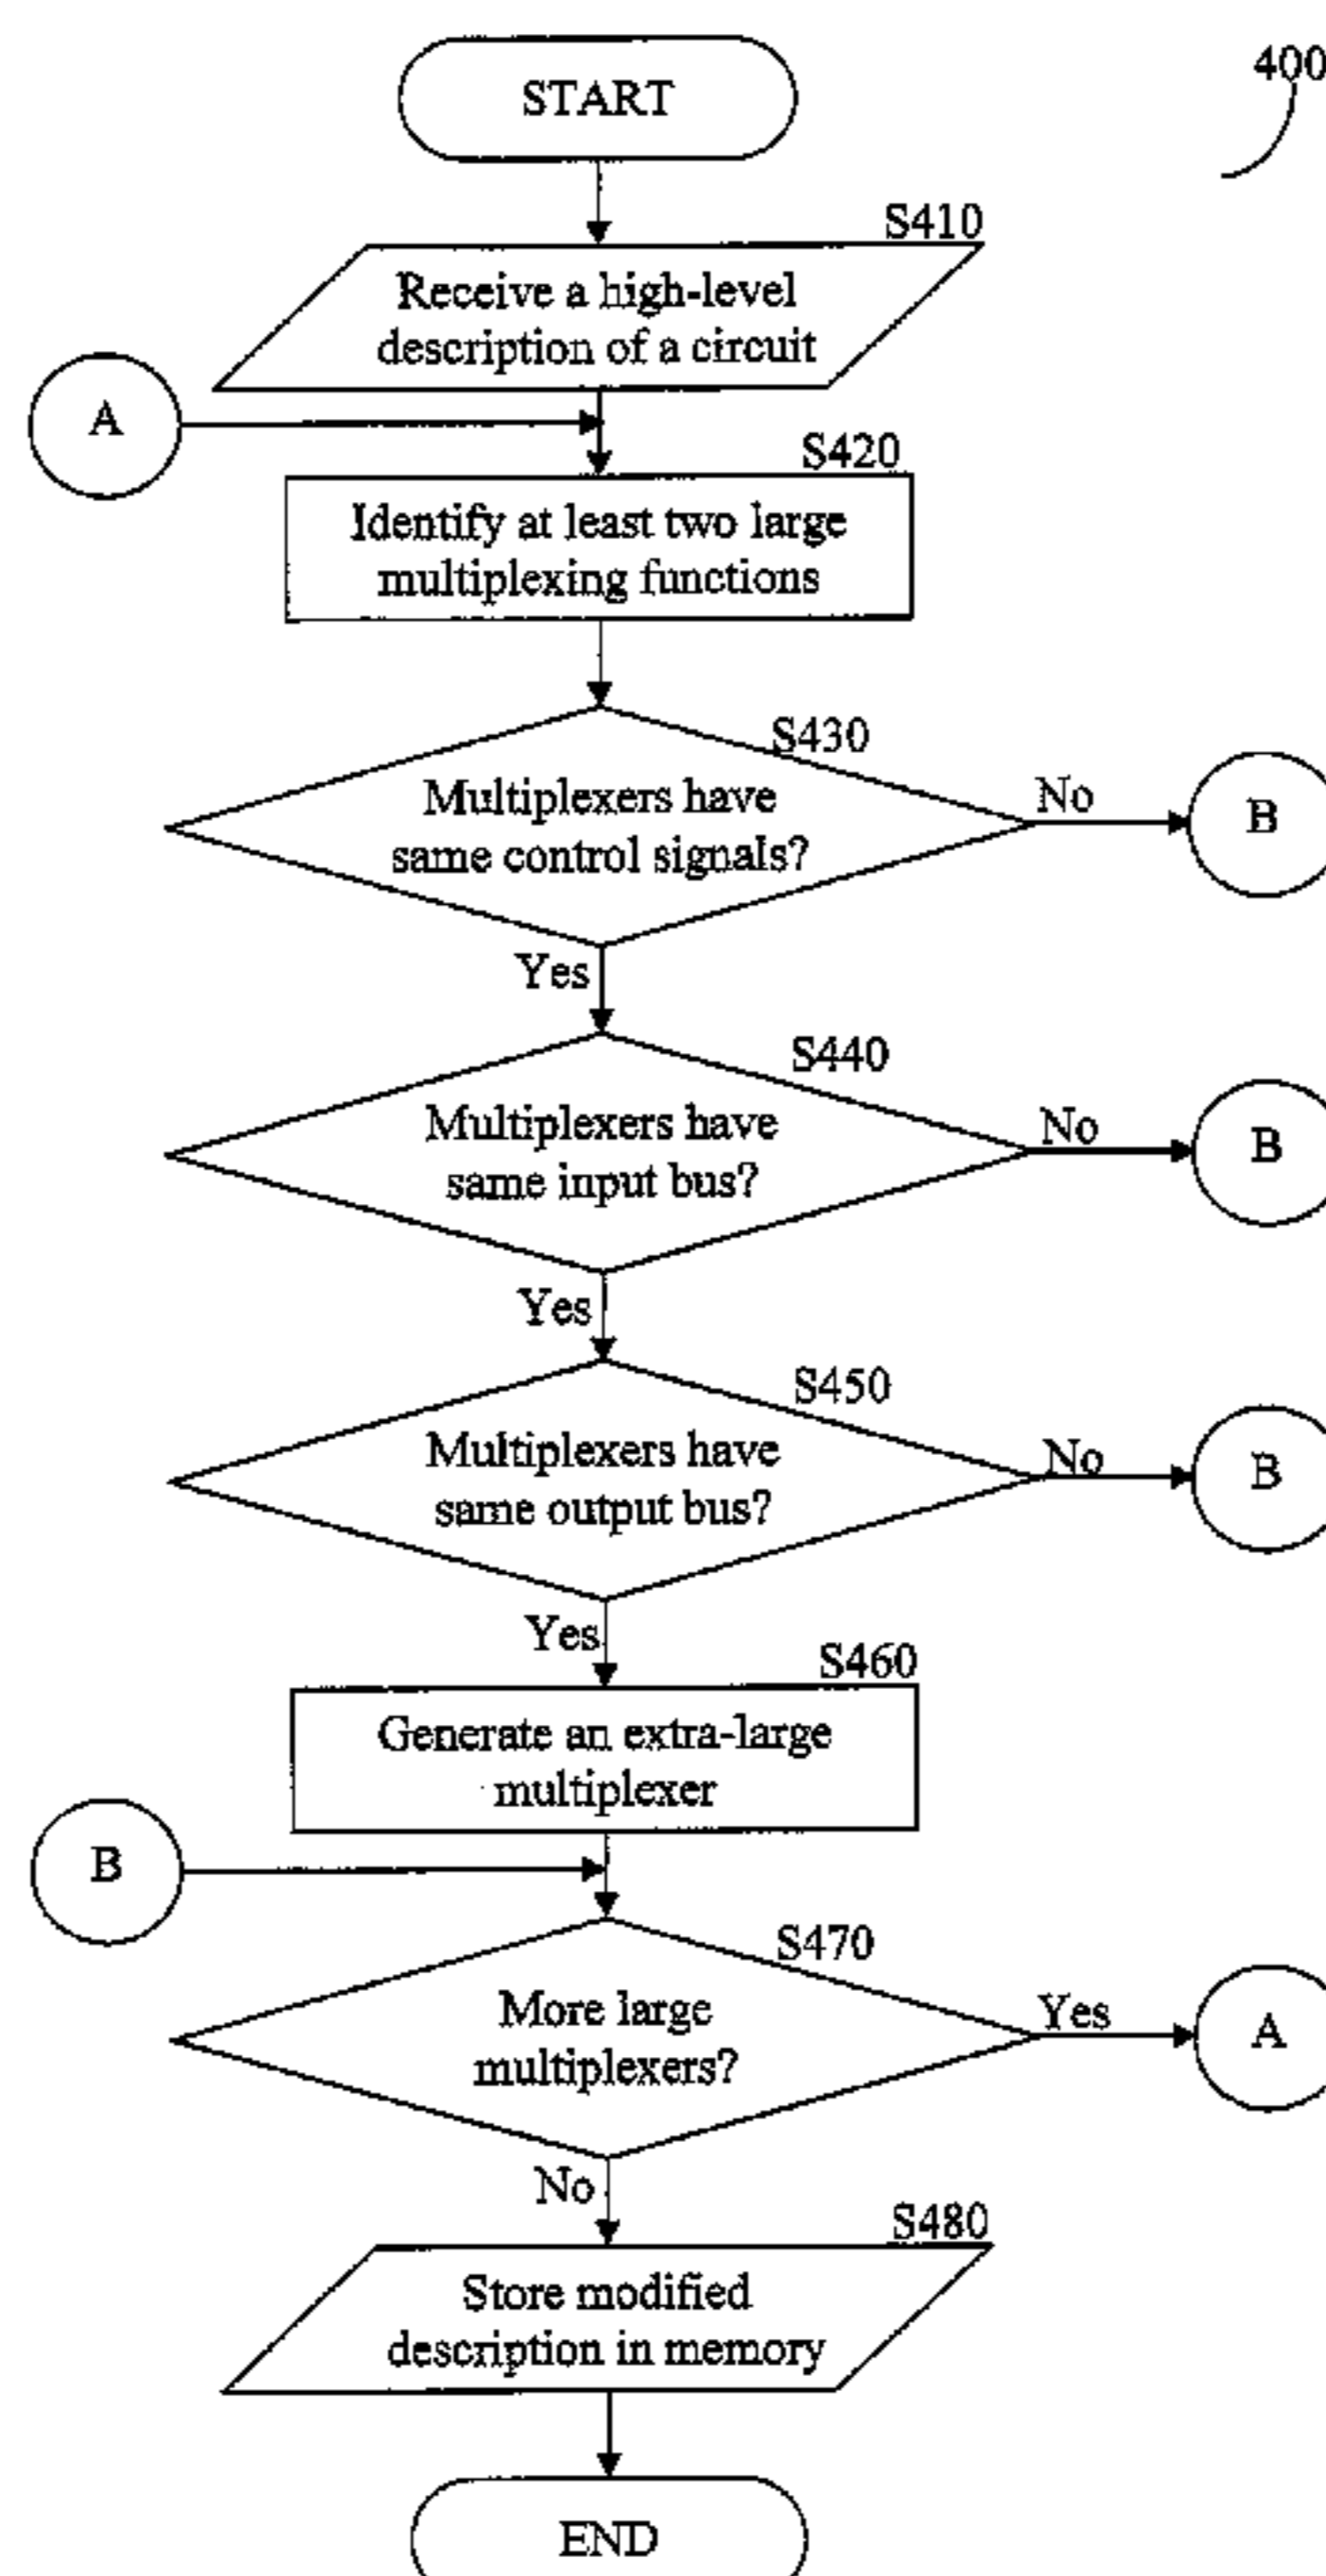 START
400
S410
Receive a high-level
description of a circuit
A
S420
Identify at least two large
multiplexing functions
S430
Multiplexers have
same control signals?
No
B
Yes
S440
Multiplexers have
same input bus?
No
B
Yes
S450
Multiplexers have
same output bus?
No
B
Yes
S460
Generate an extra-large
multiplexer
B
S470
More large
multiplexers?
Yes
A
No
S480
Store modified
description in memory
END